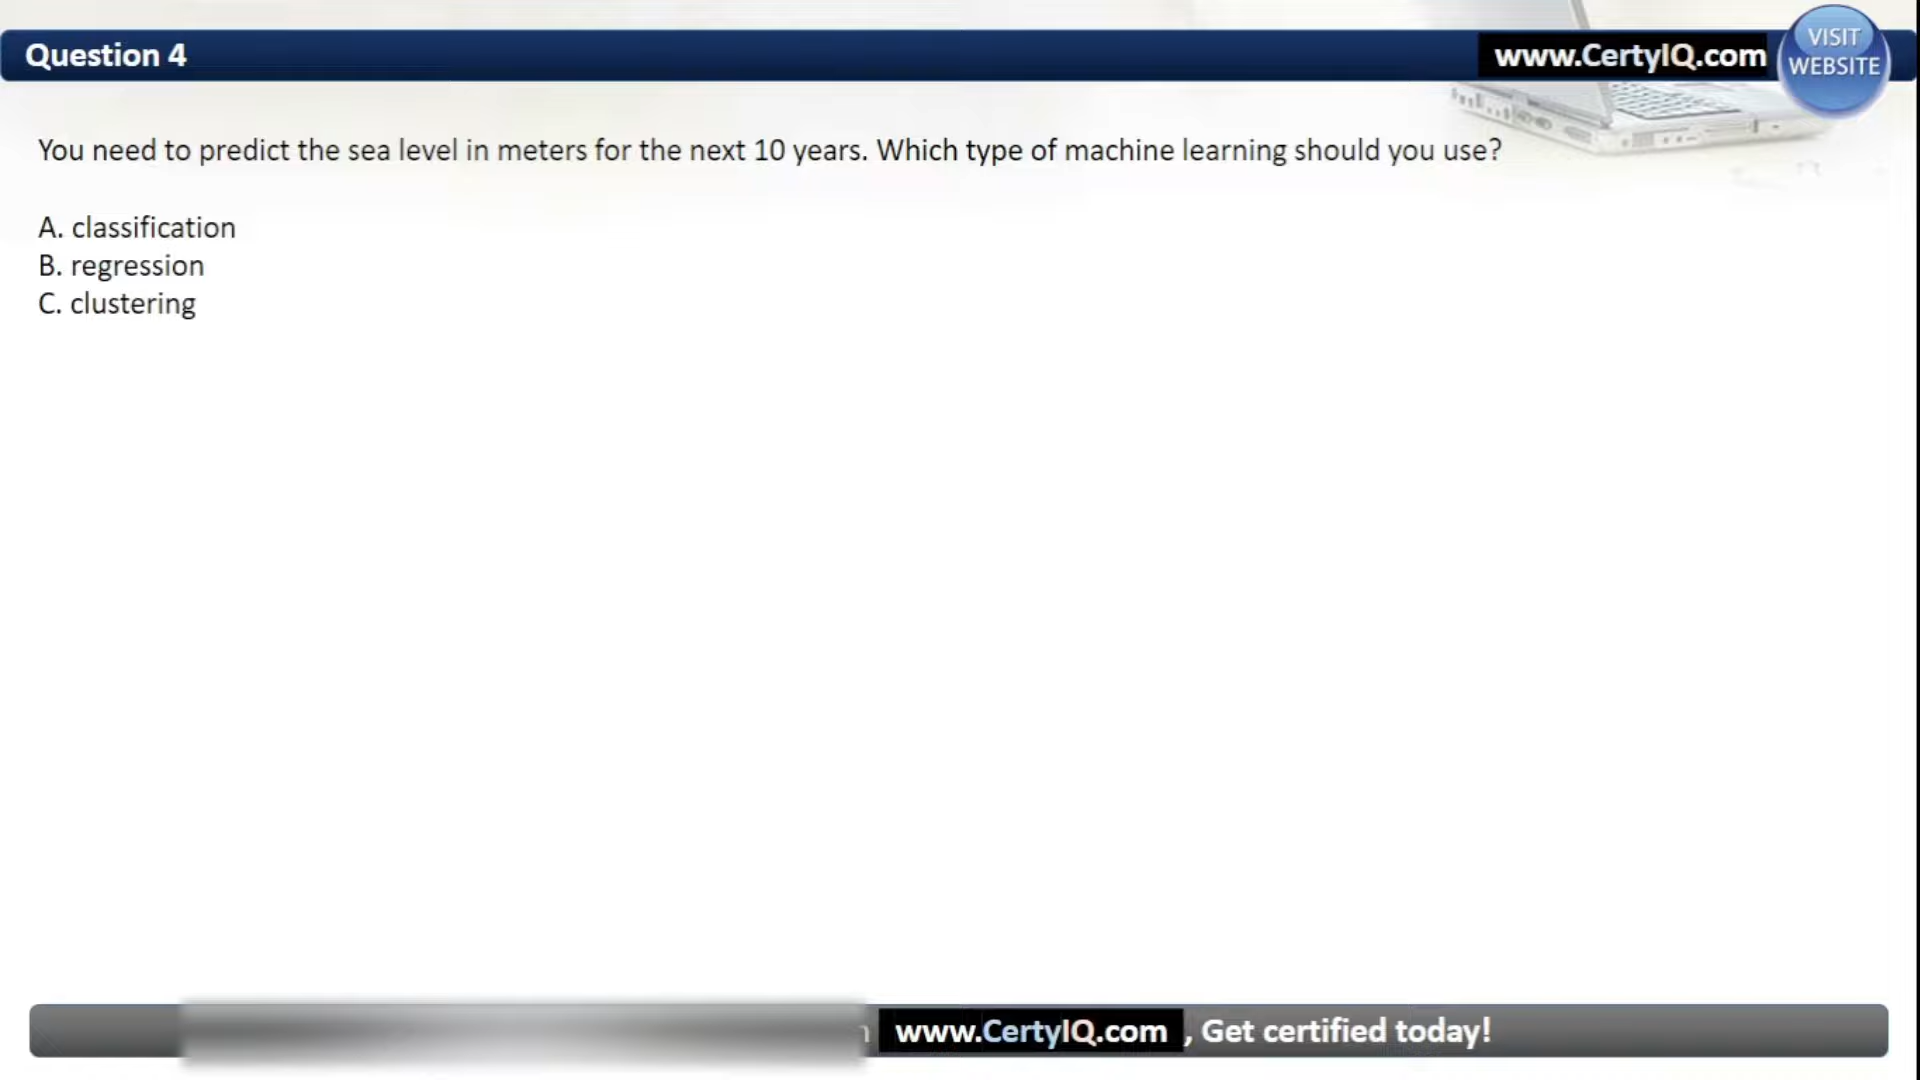 Question 4
www.CertyIQ.com
VISIT
WEBSITE
You need to predict the sea level in meters for the next 10 years. Which type of machine learning should you use?
A. classification
B. regression
C. clustering
www.CertyIQ.com , Get certified today!